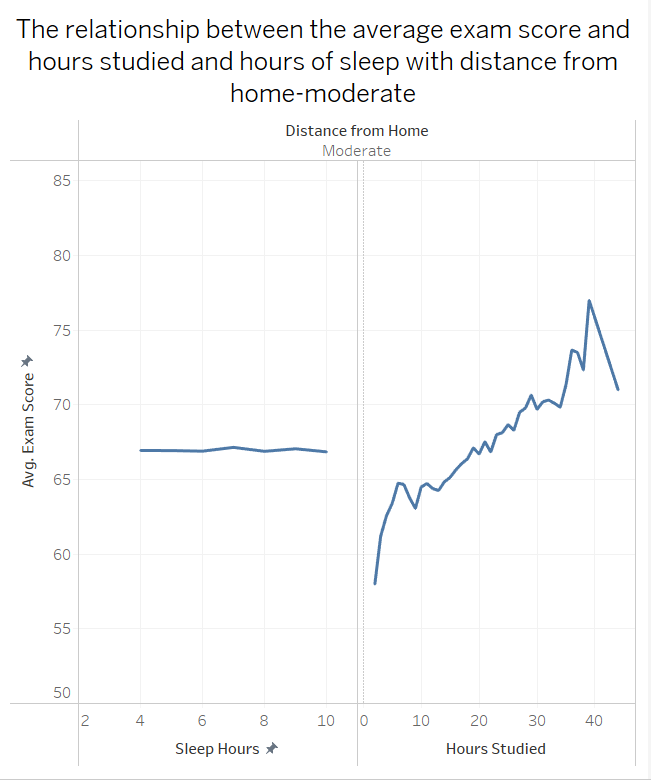 The relationship between the average exam score and
hours studied and hours of sleep with distance from
home-moderate
Distance from Home
Moderate
85
80
75
70
65
60
55
50
Avg. Exam Score
2 4 6 8 10 0 10 20 30 40
Sleep Hours Hours Studied